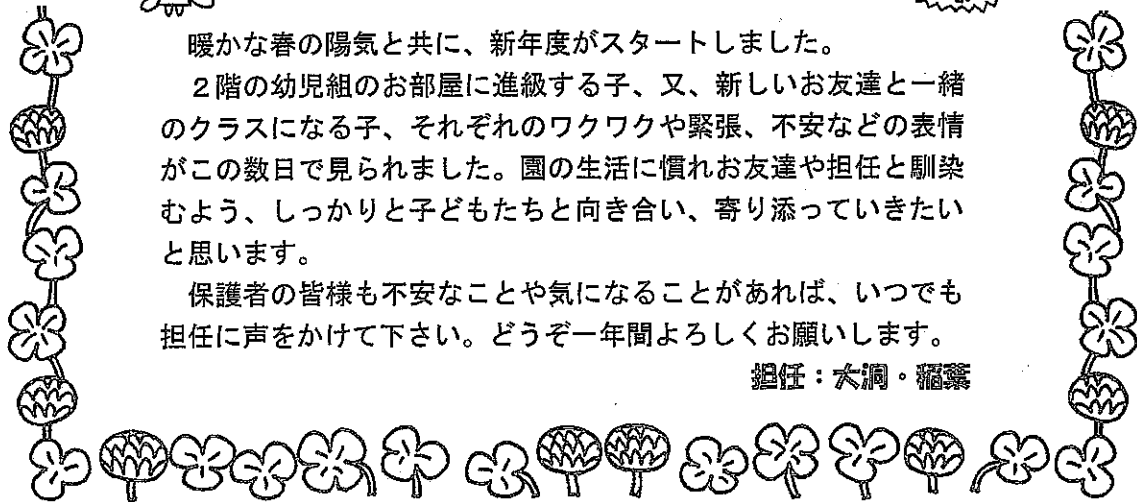 暖かな春の陽気と共に、新年度がスタートしました。
２階の幼児組のお部屋に進級する子、又、新しいお友達と一緒
のクラスになる子、それぞれのワクワクや緊張、不安などの表情
がこの数日で見られました。園の生活に慣れお友達や担任と馴染
むよう、しっかりと子どもたちと向き合い、寄り添っていきたい
と思います。
保護者の皆様も不安なことや気になることがあれば、いつでも
担任に声をかけて下さい。どうぞ一年間よろしくお願いします。
担任：大洞・稲葉